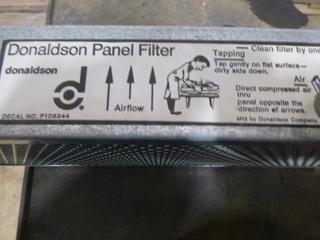 Donaldson Panel Filter
donaldson
d
Airflow
DECAL NO. P106344
Clean filter by one
Tapping
Tap gently on flat surface–
dirty side down.
Air
Direct compressed air
thru
panel opposite the
direction of arrows.
Mfd by Donaldson Company